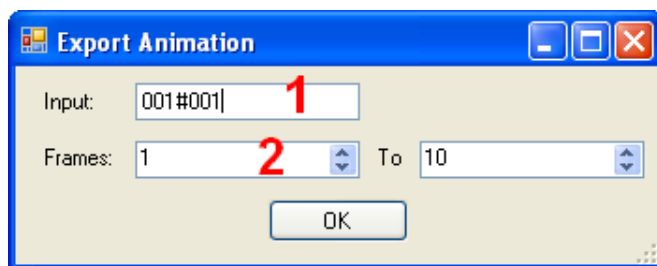 Export Animation
Input: 001#001 1
Frames: 1 2 To 10
OK